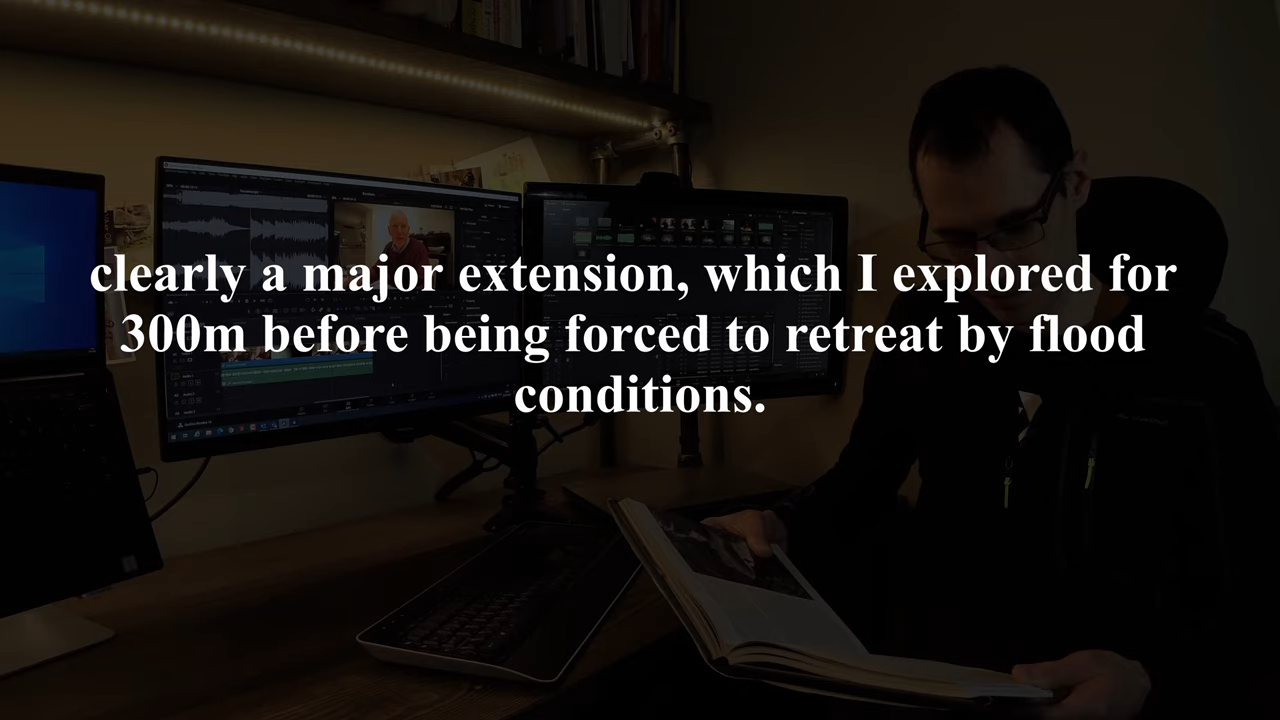 clearly a major extension, which I explored for
300m before being forced to retreat by flood
conditions.